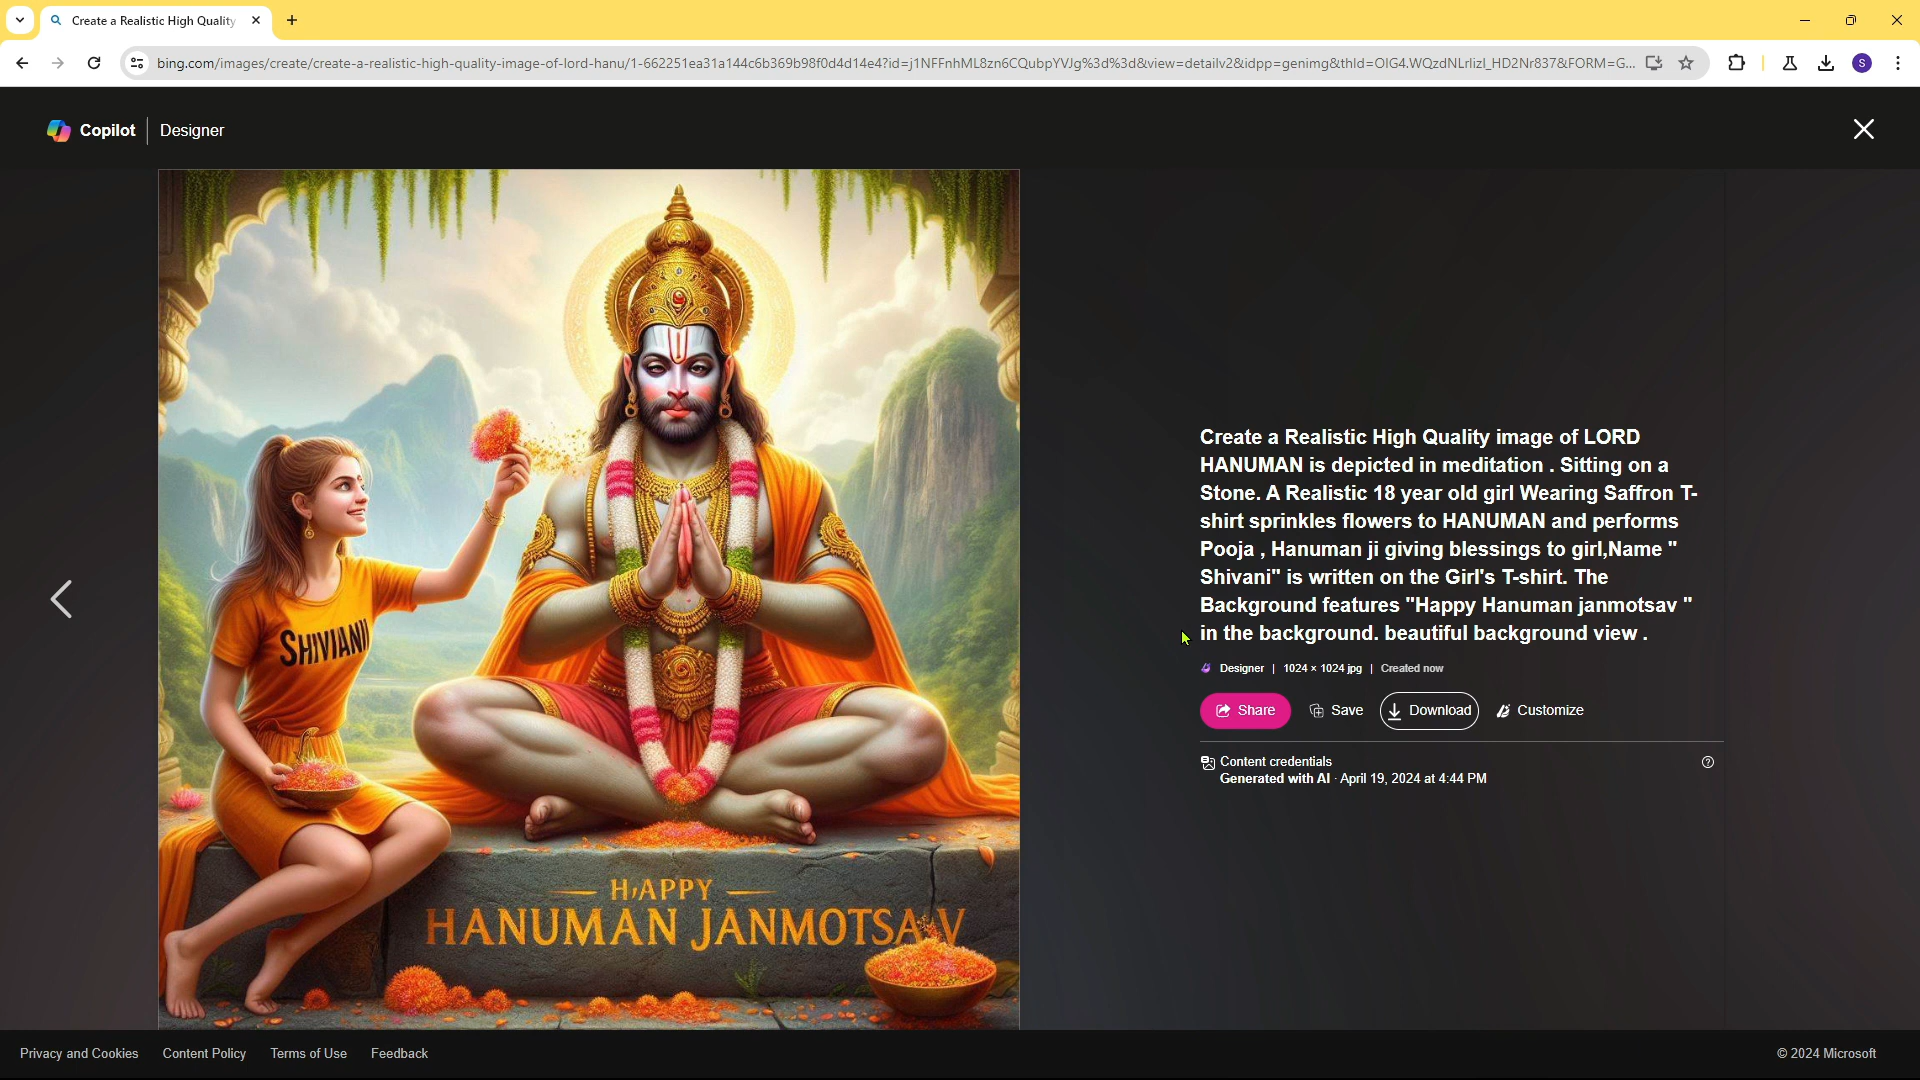 Create a Realistic High Quality
bing.com/images/create/create-a-realistic-high-quality-image-of-lord-hanu/1-662251ea31a144c6b369b98f0d4d14e4?id=j1NFFnhML8zn6CQubpYVJg%3d%3d&view=detailv2&idpp=genimg&thId=OIG4.WQzdNLrlizI_HD2Nr837&FORM=G...
S
Copilot | Designer
SHIVIANI
H,APPY
HANUMAN JANMOTSAV
Create a Realistic High Quality image of LORD
HANUMAN is depicted in meditation . Sitting on a
Stone. A Realistic 18 year old girl Wearing Saffron T-
shirt sprinkles flowers to HANUMAN and performs
Pooja , Hanuman ji giving blessings to girl,Name "
Shivani" is written on the Girl's T-shirt. The
Background features "Happy Hanuman janmotsav "
in the background. beautiful background view .
Designer | 1024 × 1024 jpg | Created now
Share Save Download Customize
Content credentials
Generated with AI · April 19, 2024 at 4:44 PM
Privacy and Cookies Content Policy Terms of Use Feedback © 2024 Microsoft